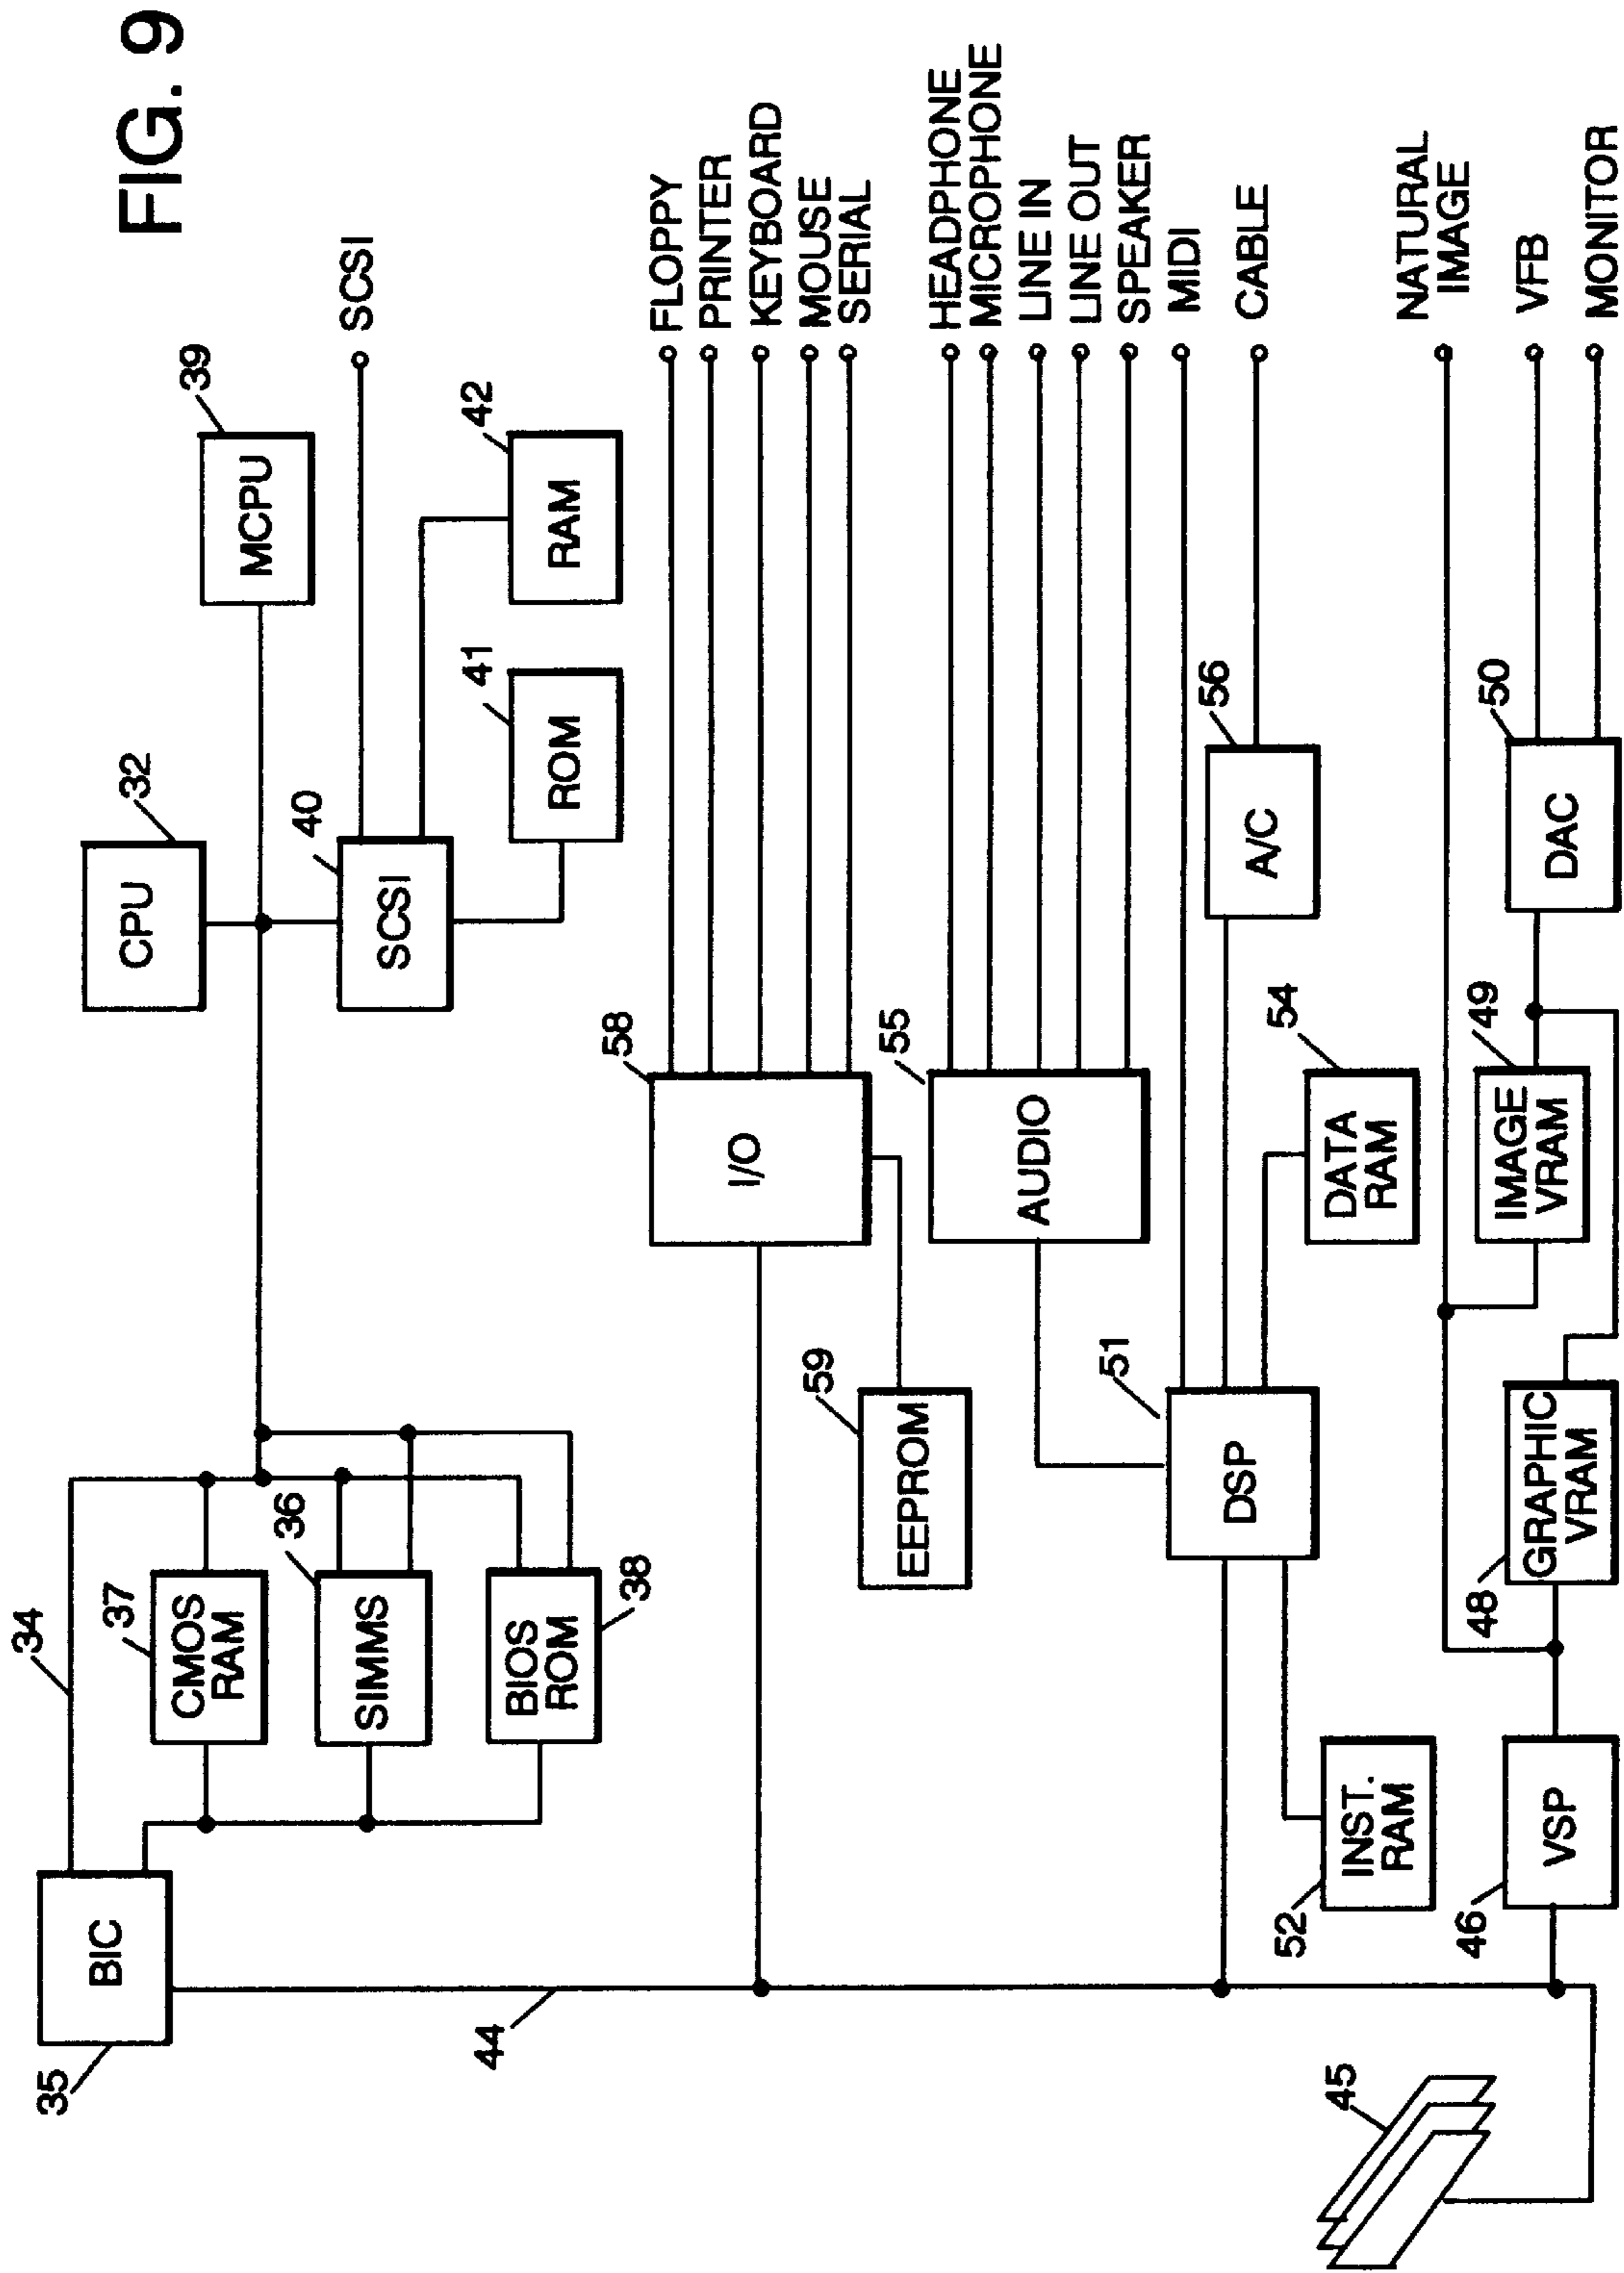 FIG. 9
34
35
BIC
37
CMOS
RAM
36
SIMMS
BIOS
ROM
38
CPU
32
MCPU
39
40
SCSI
SCSI
41
ROM
42
RAM
44
58
I/O
FLOPPY
PRINTER
KEYBOARD
MOUSE
SERIAL
59
EEPROM
55
AUDIO
HEADPHONE
MICROPHONE
LINE IN
LINE OUT
SPEAKER
MIDI
51
DSP
56
A/C
CABLE
54
DATA
RAM
52
INST.
RAM
45
46
VSP
48
GRAPHIC
VRAM
49
IMAGE
VRAM
50
DAC
NATURAL
IMAGE
VFB
MONITOR